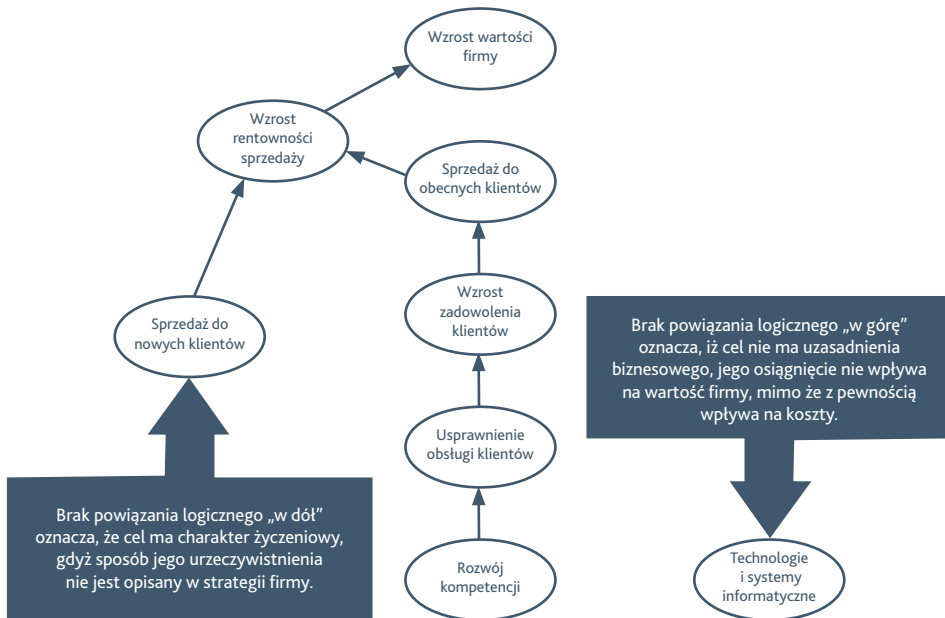 Wzrost wartości
firmy
Wzrost
rentowności
sprzedaży
Sprzedaż do
obecnych klientów
Sprzedaż do
nowych klientów
Wzrost
zadowolenia
klientów
Brak powiązania logicznego „w górę”
oznacza, iż cel nie ma uzasadnienia
biznesowego, jego osiągnięcie nie wpływa
na wartość firmy, mimo że z pewnością
wpływa na koszty.
Usprawnienie
obsługi klientów
Brak powiązania logicznego „w dół”
oznacza, że cel ma charakter życzeniowy,
gdyż sposób jego urzeczywistnienia
nie jest opisany w strategii firmy.
Rozwój
kompetencji
Technologie
i systemy
informatyczne